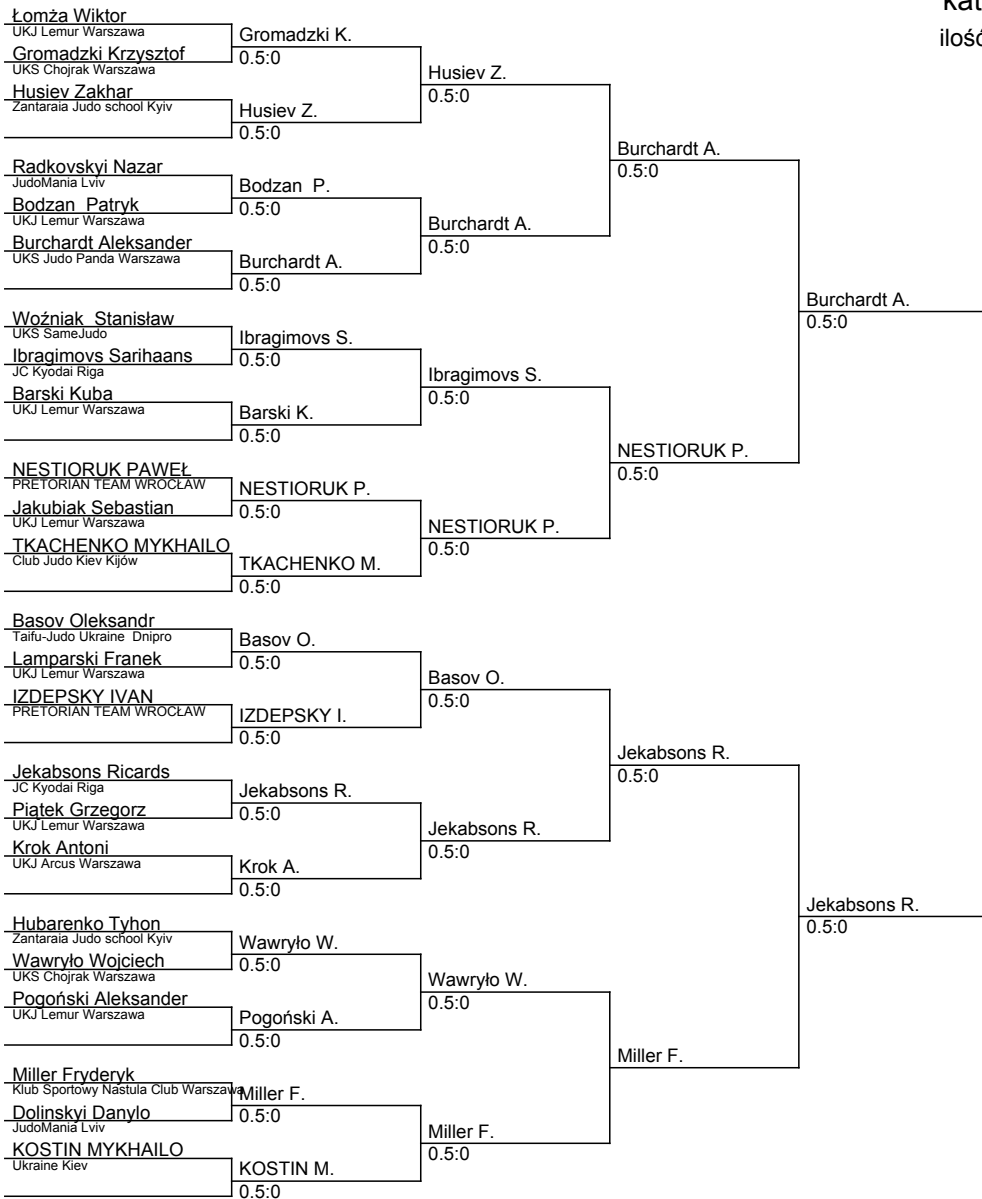 kat
ilość
Łomża Wiktor
UKJ Lemur Warszawa
Gromadzki Krzysztof
UKS Chojrak Warszawa
Husiev Zakhar
Zantaraia Judo school Kyiv
Radkovskyi Nazar
JudoMania Lviv
Bodzan  Patryk
UKJ Lemur Warszawa
Burchardt Aleksander
UKS Judo Panda Warszawa
Woźniak  Stanisław
UKS SameJudo
Ibragimovs Sarihaans
JC Kyodai Riga
Barski Kuba
UKJ Lemur Warszawa
NESTIORUK PAWEŁ
PRETORIAN TEAM WROCŁAW
Jakubiak Sebastian
UKJ Lemur Warszawa
TKACHENKO MYKHAILO
Club Judo Kiev Kijów
Basov Oleksandr
Taifu-Judo Ukraine  Dnipro
Lamparski Franek
UKJ Lemur Warszawa
IZDEPSKY IVAN
PRETORIAN TEAM WROCŁAW
Jekabsons Ricards
JC Kyodai Riga
Piątek Grzegorz
UKJ Lemur Warszawa
Krok Antoni
UKJ Arcus Warszawa
Hubarenko Tyhon
Zantaraia Judo school Kyiv
Wawryło Wojciech
UKS Chojrak Warszawa
Pogoński Aleksander
UKJ Lemur Warszawa
Miller Fryderyk
Klub Sportowy Nastula Club Warszawa
Dolinskyi Danylo
JudoMania Lviv
KOSTIN MYKHAILO
Ukraine Kiev
Gromadzki K.
0.5:0
Husiev Z.
0.5:0
Bodzan  P.
0.5:0
Burchardt A.
0.5:0
Ibragimovs S.
0.5:0
Barski K.
0.5:0
NESTIORUK P.
0.5:0
TKACHENKO M.
0.5:0
Basov O.
0.5:0
IZDEPSKY I.
0.5:0
Jekabsons R.
0.5:0
Krok A.
0.5:0
Wawryło W.
0.5:0
Pogoński A.
0.5:0
Miller F.
0.5:0
KOSTIN M.
0.5:0
Husiev Z.
0.5:0
Burchardt A.
0.5:0
Ibragimovs S.
0.5:0
NESTIORUK P.
0.5:0
Basov O.
0.5:0
Jekabsons R.
0.5:0
Wawryło W.
0.5:0
Miller F.
0.5:0
Burchardt A.
0.5:0
NESTIORUK P.
0.5:0
Jekabsons R.
0.5:0
Miller F.
Burchardt A.
0.5:0
Jekabsons R.
0.5:0